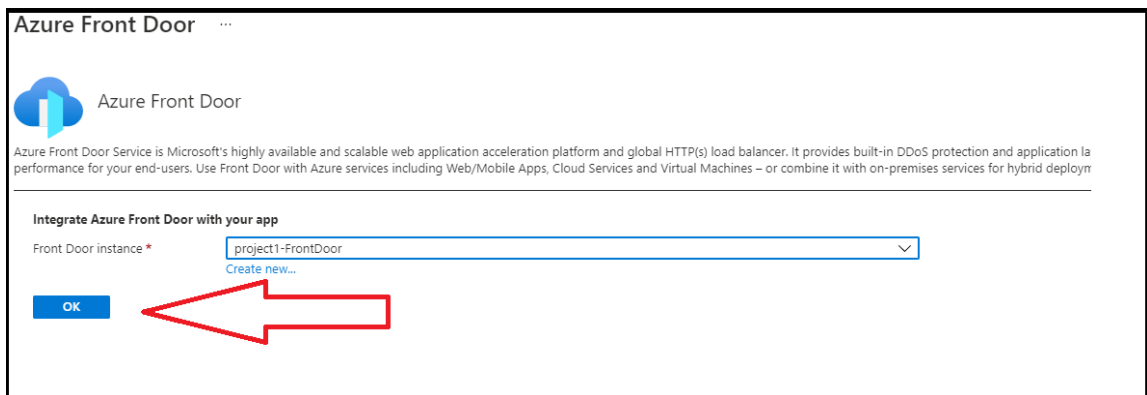 Azure Front Door ...
Azure Front Door
Azure Front Door Service is Microsoft's highly available and scalable web application acceleration platform and global HTTP(s) load balancer. It provides built-in DDoS protection and application la
performance for your end-users. Use Front Door with Azure services including Web/Mobile Apps, Cloud Services and Virtual Machines – or combine it with on-premises services for hybrid deploym
Integrate Azure Front Door with your app
Front Door instance * project1-FrontDoor
Create new...
OK